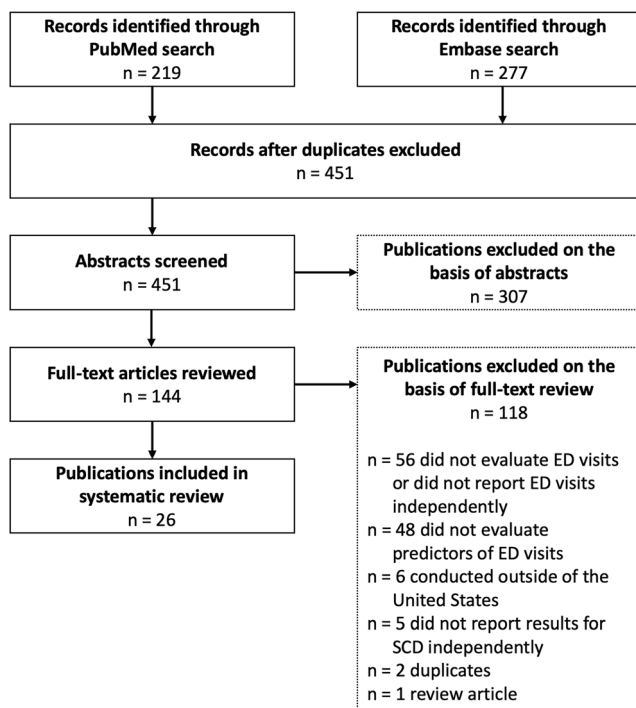 Records identified through
PubMed search
n = 219
Records identified through
Embase search
n = 277
Records after duplicates excluded
n = 451
Abstracts screened
n = 451
Publications excluded on the
basis of abstracts
n = 307
Full-text articles reviewed
n = 144
Publications excluded on the
basis of full-text review
n = 118
n = 56 did not evaluate ED visits
or did not report ED visits
independently
n = 48 did not evaluate
predictors of ED visits
n = 6 conducted outside of the
United States
n = 5 did not report results for
SCD independently
n = 2 duplicates
n = 1 review article
Publications included in
systematic review
n = 26